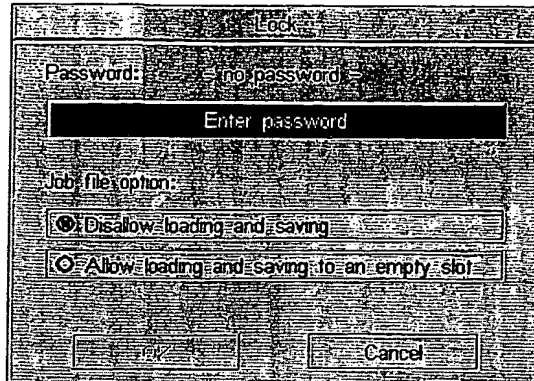 Lock
Password: - no password -
Enter password
Job file option:
Disallow loading and saving
Allow loading and saving to an empty slot
OK Cancel